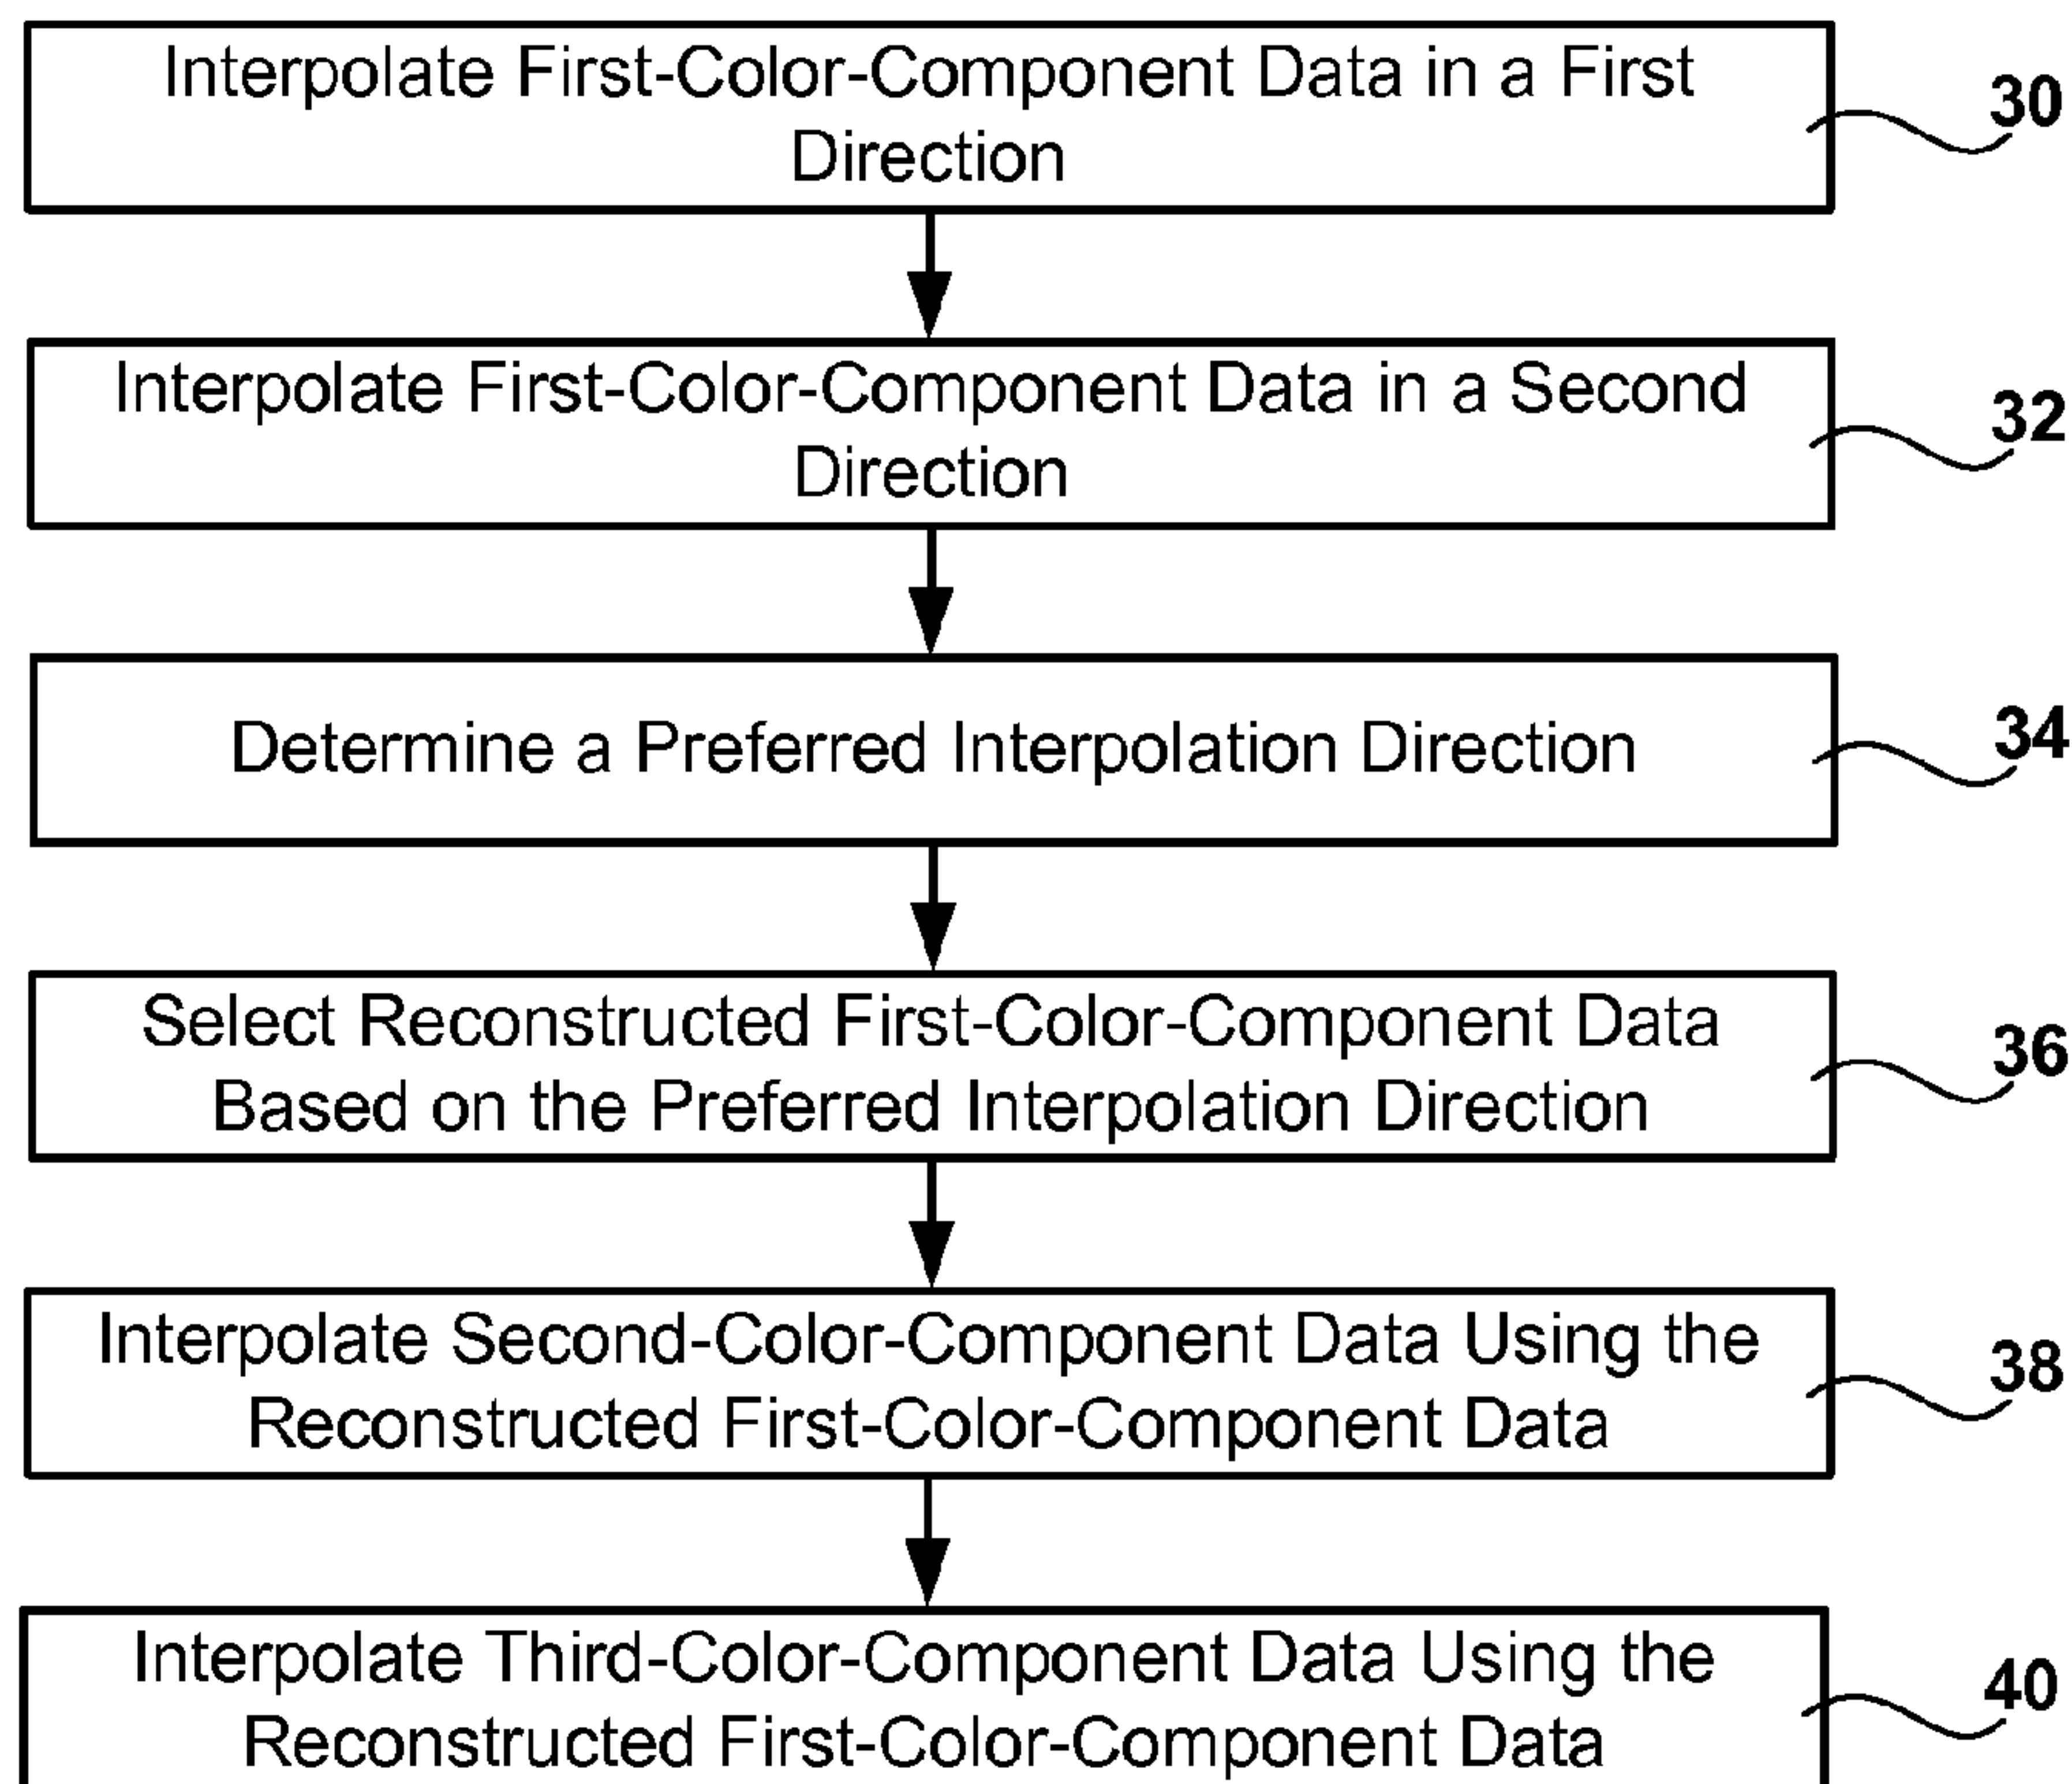 Interpolate First-Color-Component Data in a First
Direction
30
Interpolate First-Color-Component Data in a Second
Direction
32
Determine a Preferred Interpolation Direction
34
Select Reconstructed First-Color-Component Data
Based on the Preferred Interpolation Direction
36
Interpolate Second-Color-Component Data Using the
Reconstructed First-Color-Component Data
38
Interpolate Third-Color-Component Data Using the
Reconstructed First-Color-Component Data
40